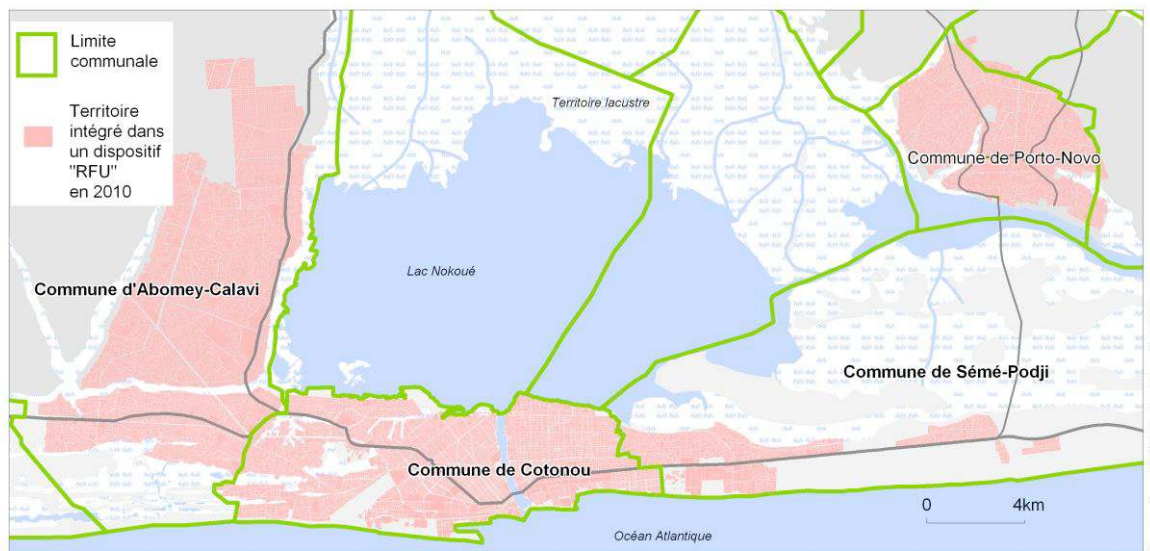 Limite
communale
Territoire
intégré dans
un dispositif
"RFU"
en 2010
Territoire lacustre
Commune de Porto-Novo
Lac Nokoué
Commune d'Abomey-Calavi
Commune de Sémé-Podji
Commune de Cotonou
0 4km
Océan Atlantique